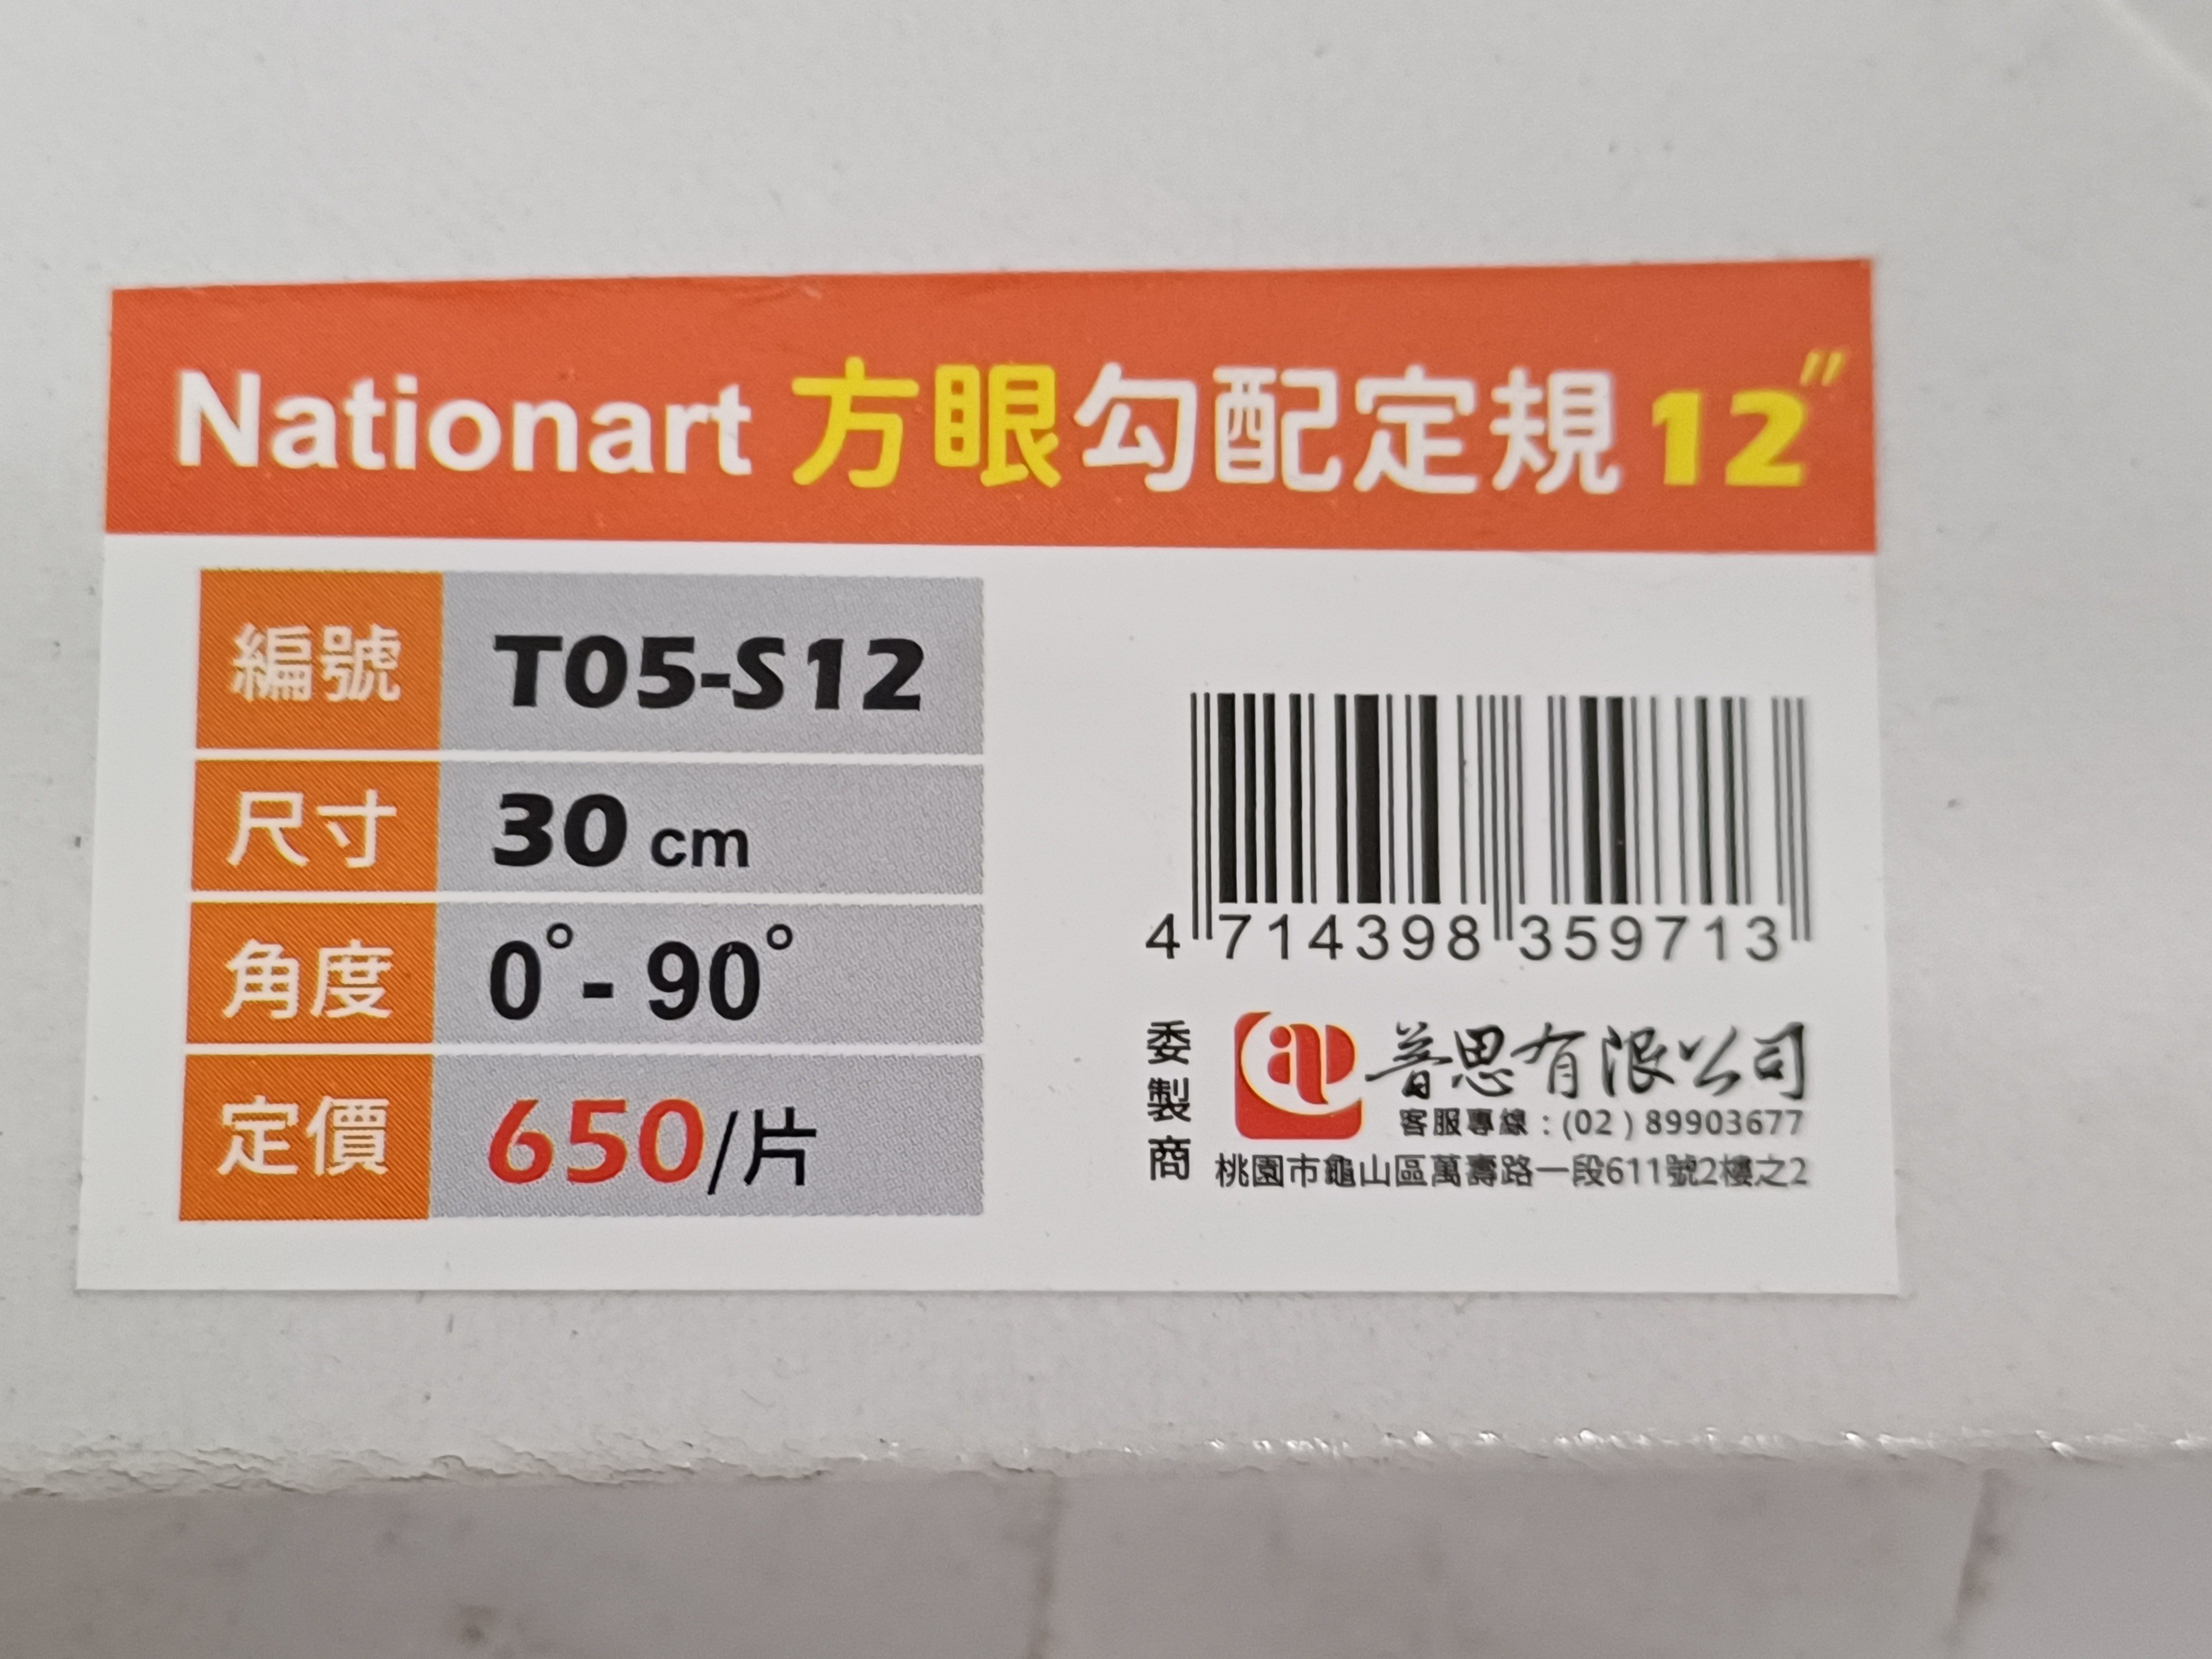 Nationart 方眼勾配定規 12″
編號 T05-S12
尺寸 30 cm
角度 0°- 90°
定價 650/片
4 714398 359713
委製商
普思有限公司
客服專線：(02) 89903677
桃園市龜山區萬壽路一段611號2樓之2